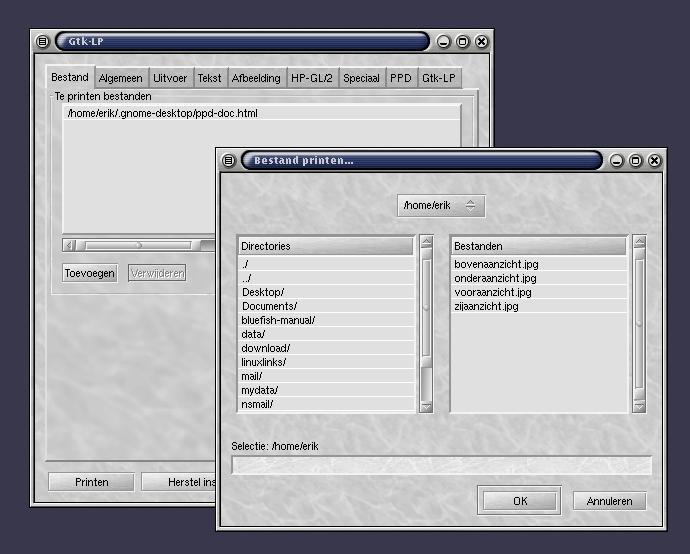 Gtk-LP
Bestand Algemeen Uitvoer Tekst Afbeelding HP-GL/2 Speciaal PPD Gtk-LP
Te printen bestanden
/home/erik/.gnome-desktop/ppd-doc.html
Toevoegen Verwijderen
Printen Herstel ins
Bestand printen...
/home/erik
Directories
./
../
Desktop/
Documents/
bluefish-manual/
data/
download/
linuxlinks/
mail/
mydata/
nsmail/
Bestanden
bovenaanzicht.jpg
onderaanzicht.jpg
vooraanzicht.jpg
zijaanzicht.jpg
Selectie: /home/erik
OK Annuleren